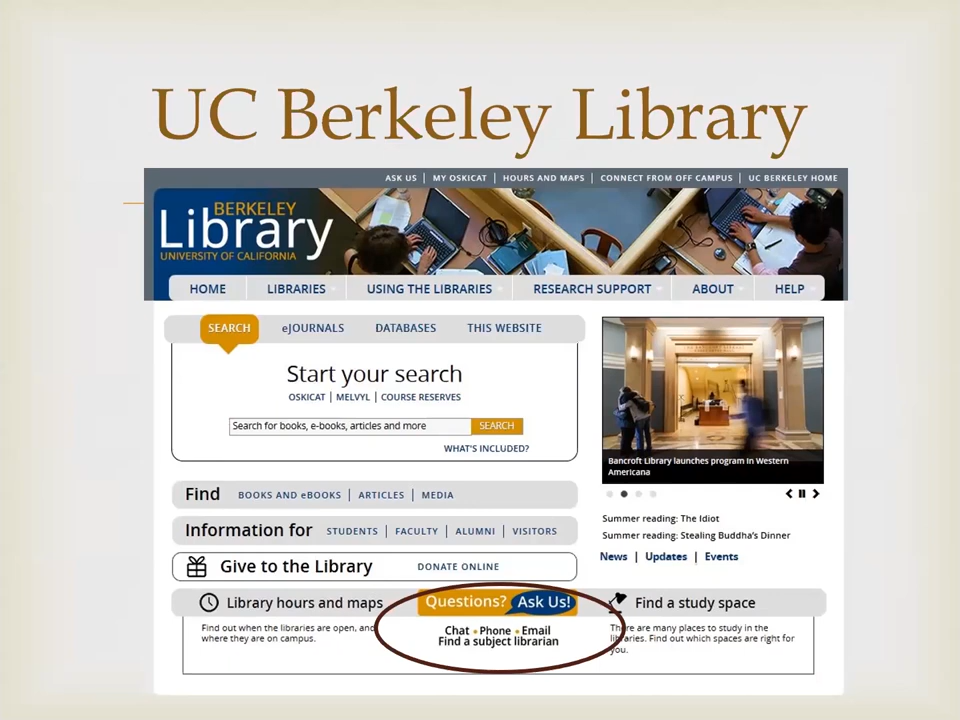 UC Berkeley Library
ASK US | MY OSKICAT | HOURS AND MAPS | CONNECT FROM OFF CAMPUS | UC BERKELEY HOME
BERKELEY
Library
UNIVERSITY OF CALIFORNIA
HOME LIBRARIES USING THE LIBRARIES RESEARCH SUPPORT ABOUT HELP
SEARCH eJOURNALS DATABASES THIS WEBSITE
Start your search
OSKICAT | MELVYL | COURSE RESERVES
Search for books, e-books, articles and more SEARCH
WHAT'S INCLUDED?
Bancroft Library launches program in Western
Americana
Find BOOKS AND eBOOKS | ARTICLES | MEDIA
Summer reading: The Idiot
Information for STUDENTS | FACULTY | ALUMNI | VISITORS
Summer reading: Stealing Buddha's Dinner
News | Updates | Events
Give to the Library DONATE ONLINE
Library hours and maps
Find out when the libraries are open, and
where they are on campus.
Questions? Ask Us!
Chat • Phone • Email
Find a subject librarian
Find a study space
There are many places to study in the
libraries. Find out which spaces are right for
you.